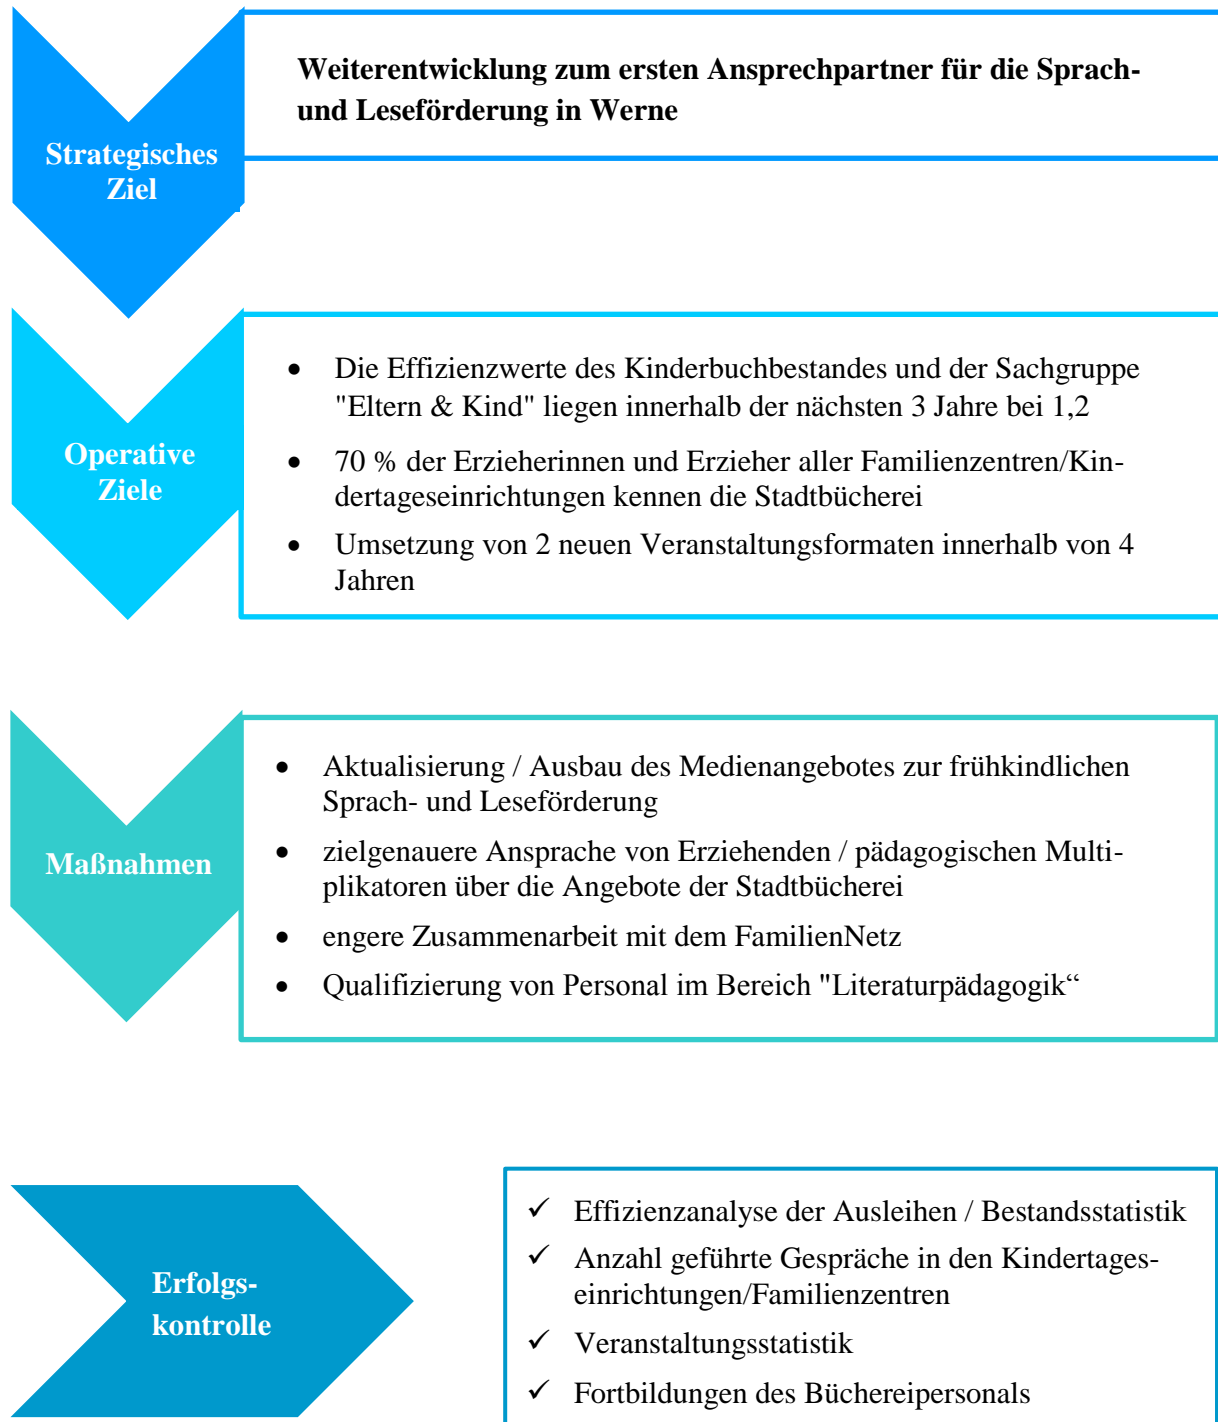 Weiterentwicklung zum ersten Ansprechpartner für die Sprach-
und Leseförderung in Werne
Strategisches
Ziel
• Die Effizienzwerte des Kinderbuchbestandes und der Sachgruppe
"Eltern & Kind" liegen innerhalb der nächsten 3 Jahre bei 1,2
Operative
Ziele
• 70 % der Erzieherinnen und Erzieher aller Familienzentren/Kin-
dertageseinrichtungen kennen die Stadtbücherei
• Umsetzung von 2 neuen Veranstaltungsformaten innerhalb von 4
Jahren
• Aktualisierung / Ausbau des Medienangebotes zur frühkindlichen
Sprach- und Leseförderung
Maßnahmen
• zielgenauere Ansprache von Erziehenden / pädagogischen Multi-
plikatoren über die Angebote der Stadtbücherei
• engere Zusammenarbeit mit dem FamilienNetz
• Qualifizierung von Personal im Bereich "Literaturpädagogik“
Erfolgs-
kontrolle
✓ Effizienzanalyse der Ausleihen / Bestandsstatistik
✓ Anzahl geführte Gespräche in den Kindertages-
einrichtungen/Familienzentren
✓ Veranstaltungsstatistik
✓ Fortbildungen des Büchereipersonals